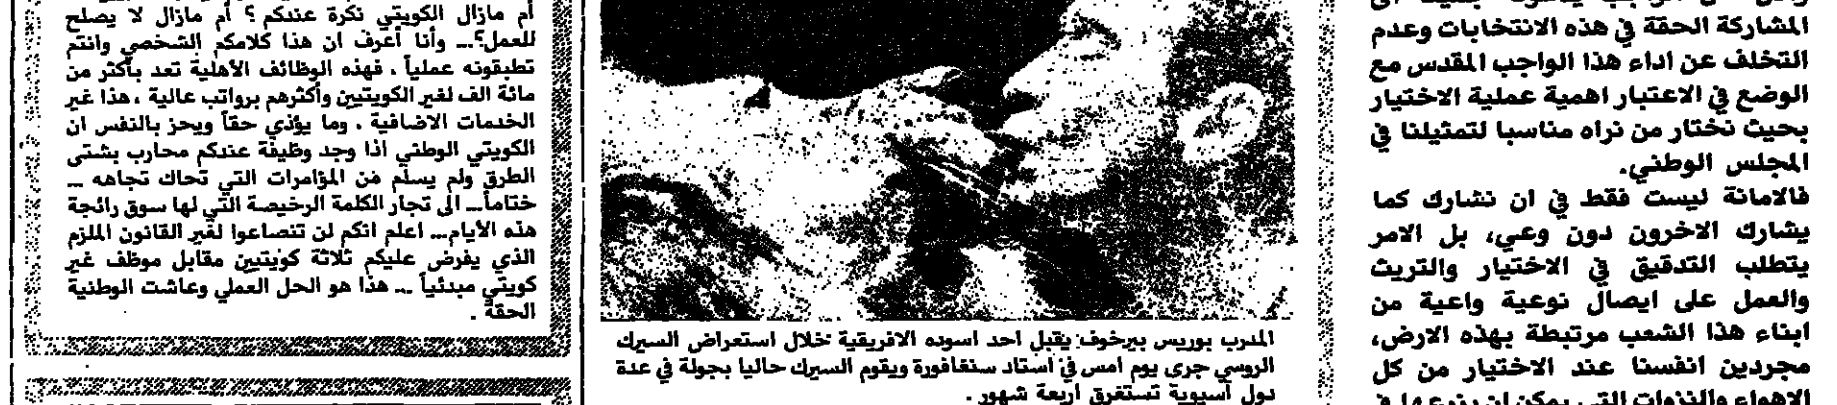 المشاركة الحقة في هذه الانتخابات وعدم
التخلف عن اداء هذا الواجب المقدس مع
الوضع في الاعتبار اهمية عملية الاختيار
بحيث نختار من نراه مناسبا لتمثيلنا في
المجلس الوطني.
فالامانة ليست فقط في ان نشارك كما
يشارك الاخرون دون وعي، بل الامر
يتطلب التدقيق في الاختيار والتريث
والعمل على ايصال نوعية واعية من
ابناء هذا الشعب مرتبطة بهذه الارض،
مجردين انفسنا عند الاختيار من كل
الاهواء والنزوات التي يمكن ان
المدرب بوريس بيرخوف يقبل احد اسوده الافريقية خلال استعراض السيرك
الروسي جرى يوم امس في استاد سنغافورة ويقوم السيرك حاليا بجولة في عدة
دول آسيوية تستغرق اربعة شهور .
أم مازال الكويتي نكرة عندكم ؟ أم مازال لا يصلح
للعمل؟... وأنا أعرف ان هذا كلامكم الشخصي وانتم
تطبقونه عملياً . فهذه الوظائف الأهلية تعد بأكثر من
مائة الف لغير الكويتيين وأكثرهم برواتب عالية ، هذا غير
الخدمات الاضافية . وما يؤذي حقاً ويحز بالنفس ان
الكويتي الوطني اذا وجد وظيفة عندكم محارب بشتى
الطرق ولم يسلم من المؤامرات التي تحاك تجاهه ...
ختاماً... الى تجار الكلمة الرخيصة التي لها سوق رائجة
هذه الأيام... اعلم انكم لن تنصاعوا لغير القانون الملزم
الذي يفرض عليكم ثلاثة كويتيين مقابل موظف غير
كويتي مبدئياً ... هذا هو الحل العملي وعاشت الوطنية
الحقة .